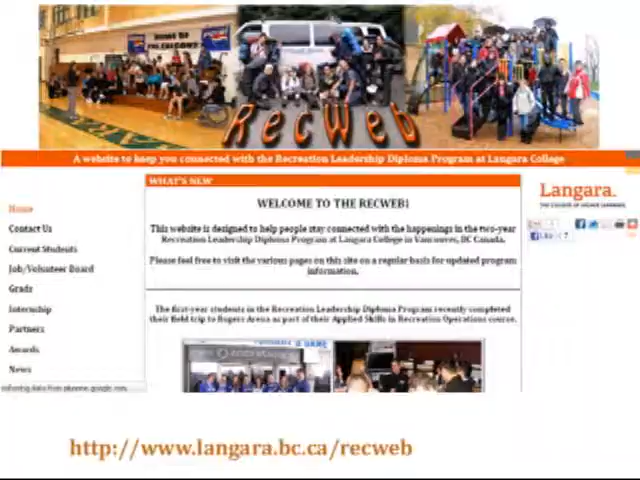 HOME OF
THE FALCONS
RecWeb
A website to keep you connected with the Recreation Leadership Diploma Program at Langara College
WHAT'S NEW
Langara.
THE COLLEGE OF HIGHER LEARNING.
Home
WELCOME TO THE RECWEB!
Contact Us
This website is designed to help people stay connected with the happenings in the two-year
Recreation Leadership Diploma Program at Langara College in Vancouver, BC Canada.
Like 7
Current Students
Please feel free to visit the various pages on this site on a regular basis for updated program
information.
Job/Volunteer Board
Grads
Internship
The first-year students in the Recreation Leadership Diploma Program recently completed
their field trip to Rogers Arena as part of their Applied Skills in Recreation Operations course.
Partners
Awards
News
http://www.langara.bc.ca/recweb